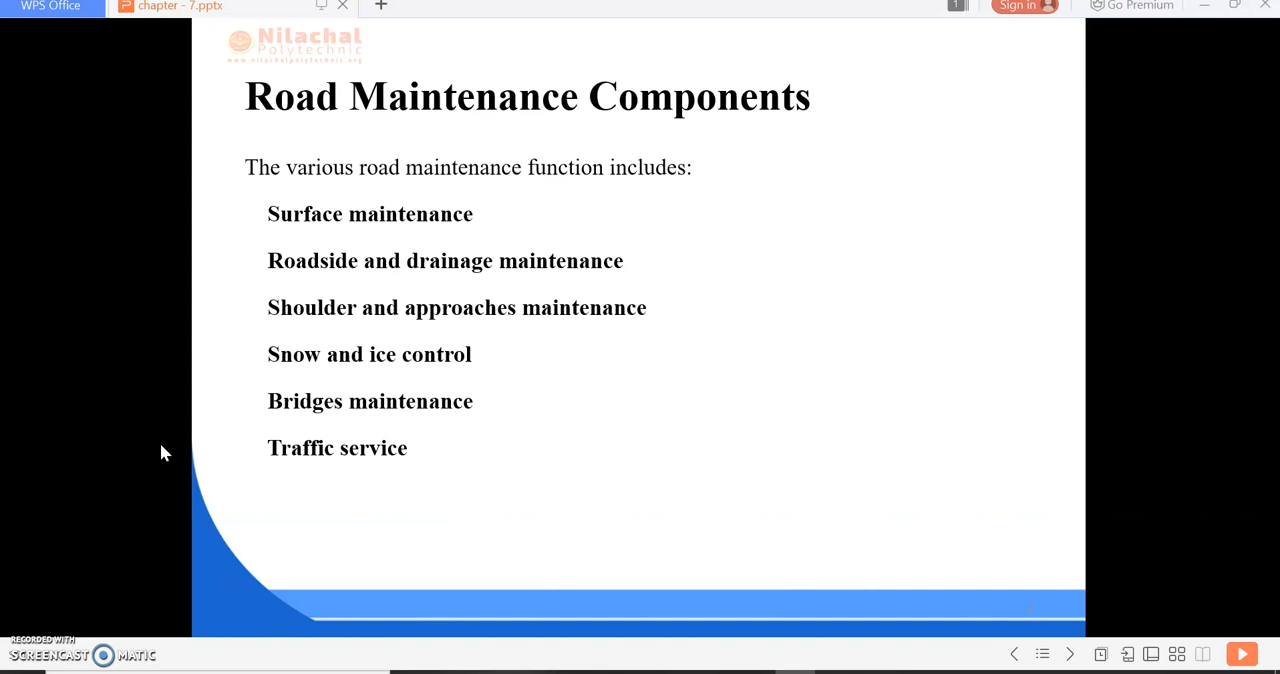 WPS Office
chapter - 7.pptx
1
Sign in
Go Premium
Nilachal
Polytechnic
www.nilachalpolytechnic.org
Road Maintenance Components
The various road maintenance function includes:
Surface maintenance
Roadside and drainage maintenance
Shoulder and approaches maintenance
Snow and ice control
Bridges maintenance
Traffic service
RECORDED WITH
SCREENCAST MATIC